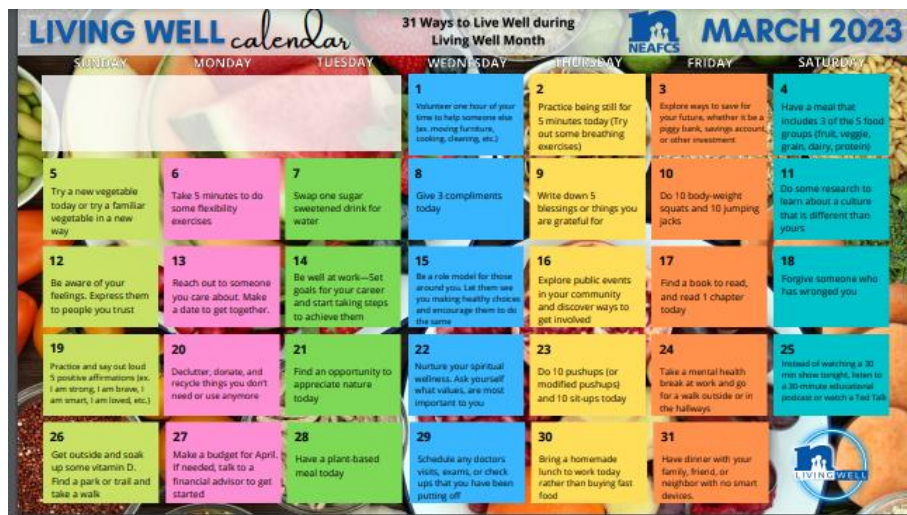 LIVING WELL calendar
31 Ways to Live Well during
Living Well Month
NEAFCS
MARCH 2023
SUNDAY MONDAY TUESDAY WEDNESDAY THURSDAY FRIDAY SATURDAY
1
Volunteer one hour of your
time to help someone else
(ex. moving furniture,
cooking, cleaning, etc.)
2
Practice being still for
5 minutes today (Try
out some breathing
exercises)
3
Explore ways to save for
your future, whether it be a
piggy bank, savings account,
or other investment
4
Have a meal that
includes 3 of the 5 food
groups (fruit, veggie,
grain, dairy, protein)
5
Try a new vegetable
today or try a familiar
vegetable in a new
way
6
Take 5 minutes to do
some flexibility
exercises
7
Swap one sugar
sweetened drink for
water
8
Give 3 compliments
today
9
Write down 5
blessings or things you
are grateful for
10
Do 10 body-weight
squats and 10 jumping
jacks
11
Do some research to
learn about a culture
that is different than
yours
12
Be aware of your
feelings. Express them
to people you trust
13
Reach out to someone
you care about. Make
a date to get together.
14
Be well at work—Set
goals for your career
and start taking steps
to achieve them
15
Be a role model for those
around you. Let them see
you making healthy choices
and encourage them to do
the same
16
Explore public events
in your community
and discover ways to
get involved
17
Find a book to read,
and read 1 chapter
today
18
Forgive someone who
has wronged you
19
Practice and say out loud
5 positive affirmations (ex.
I am strong, I am brave, I
am smart, I am loved, etc.)
20
Declutter, donate, and
recycle things you don't
need or use anymore
21
Find an opportunity to
appreciate nature
today
22
Nurture your spiritual
wellness. Ask yourself
what values, are most
important to you
23
Do 10 pushups (or
modified pushups)
and 10 sit-ups today
24
Take a mental health
break at work and go
for a walk outside or in
the hallways
25
Instead of watching a 30
min show tonight, listen to
a 30-minute educational
podcast or watch a Ted Talk
26
Get outside and soak
up some vitamin D.
Find a park or trail and
take a walk
27
Make a budget for April.
If needed, talk to a
financial advisor to get
started
28
Have a plant-based
meal today
29
Schedule any doctors
visits, exams, or check
ups that you have been
putting off
30
Bring a homemade
lunch to work today
rather than buying fast
food
31
Have dinner with your
family, friend, or
neighbor with no smart
devices.
LIVING WELL